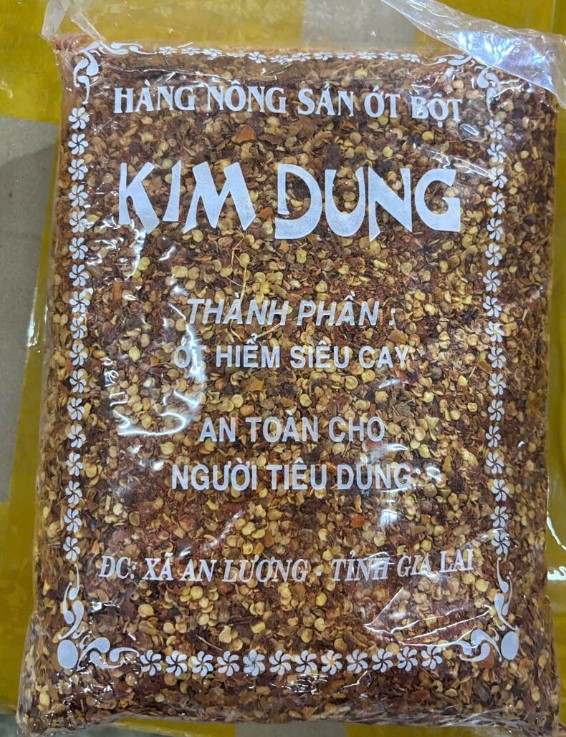 HÀNG NÔNG SẢN ỚT BỘT
KIM DUNG
THÀNH PHẦN :
ỚT HIỂM SIÊU CAY
AN TOÀN CHO
NGƯỜI TIÊU DÙNG
ĐC: XÃ AN LƯƠNG - TỈNH GIA LAI